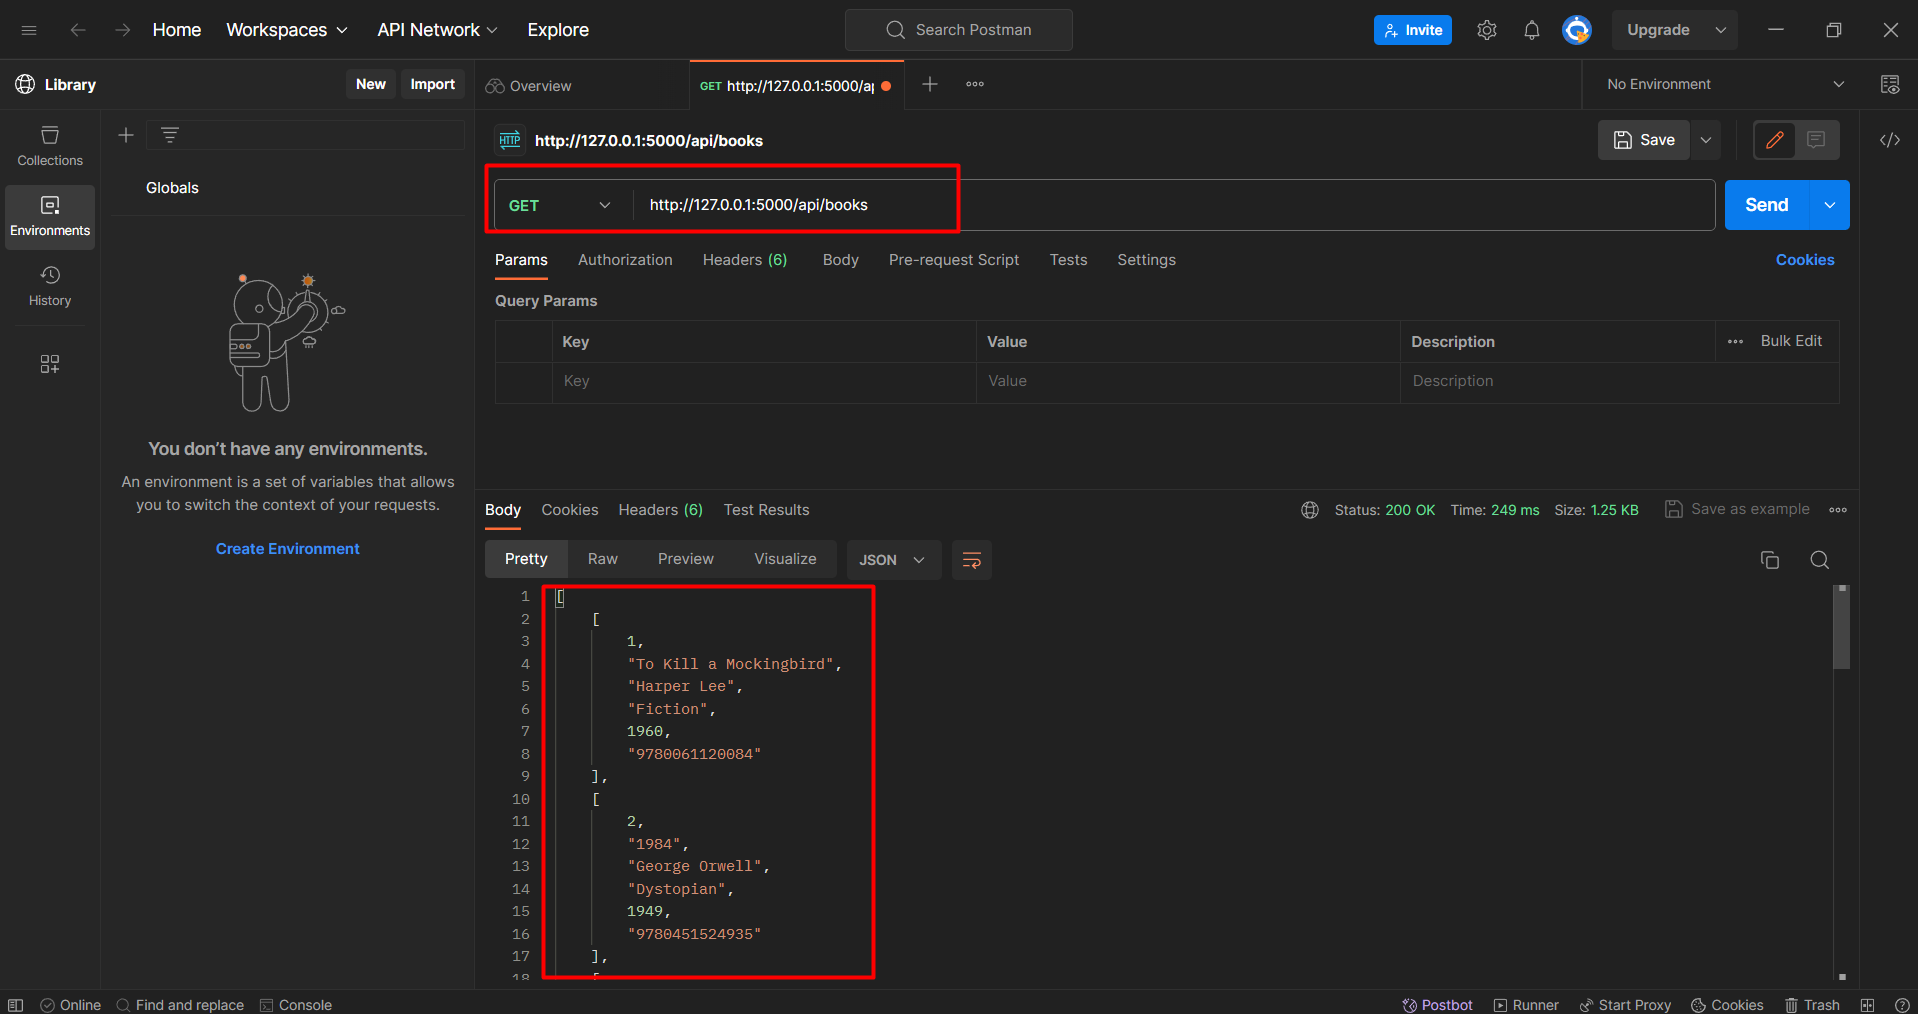 Home Workspaces API Network Explore Search Postman Invite Upgrade
Library New Import Overview GET http://127.0.0.1:5000/ap No Environment
Collections
Environments
History
Globals
You don't have any environments.
An environment is a set of variables that allows
you to switch the context of your requests.
Create Environment
HTTP http://127.0.0.1:5000/api/books Save
GET http://127.0.0.1:5000/api/books Send
Params Authorization Headers (6) Body Pre-request Script Tests Settings Cookies
Query Params
Key Value Description Bulk Edit
Key Value Description
Body Cookies Headers (6) Test Results Status: 200 OK Time: 249 ms Size: 1.25 KB Save as example
Pretty Raw Preview Visualize JSON
1 [
2 [
3 1,
4 "To Kill a Mockingbird",
5 "Harper Lee",
6 "Fiction",
7 1960,
8 "9780061120084"
9 ],
10 [
11 2,
12 "1984",
13 "George Orwell",
14 "Dystopian",
15 1949,
16 "9780451524935"
17 ],
18 [
Online Find and replace Console Postbot Runner Start Proxy Cookies Trash